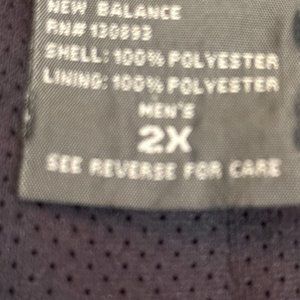 NEW BALANCE
RN# 130893
SHELL: 100% POLYESTER
LINING: 100% POLYESTER
MEN'S
2X
SEE REVERSE FOR CARE